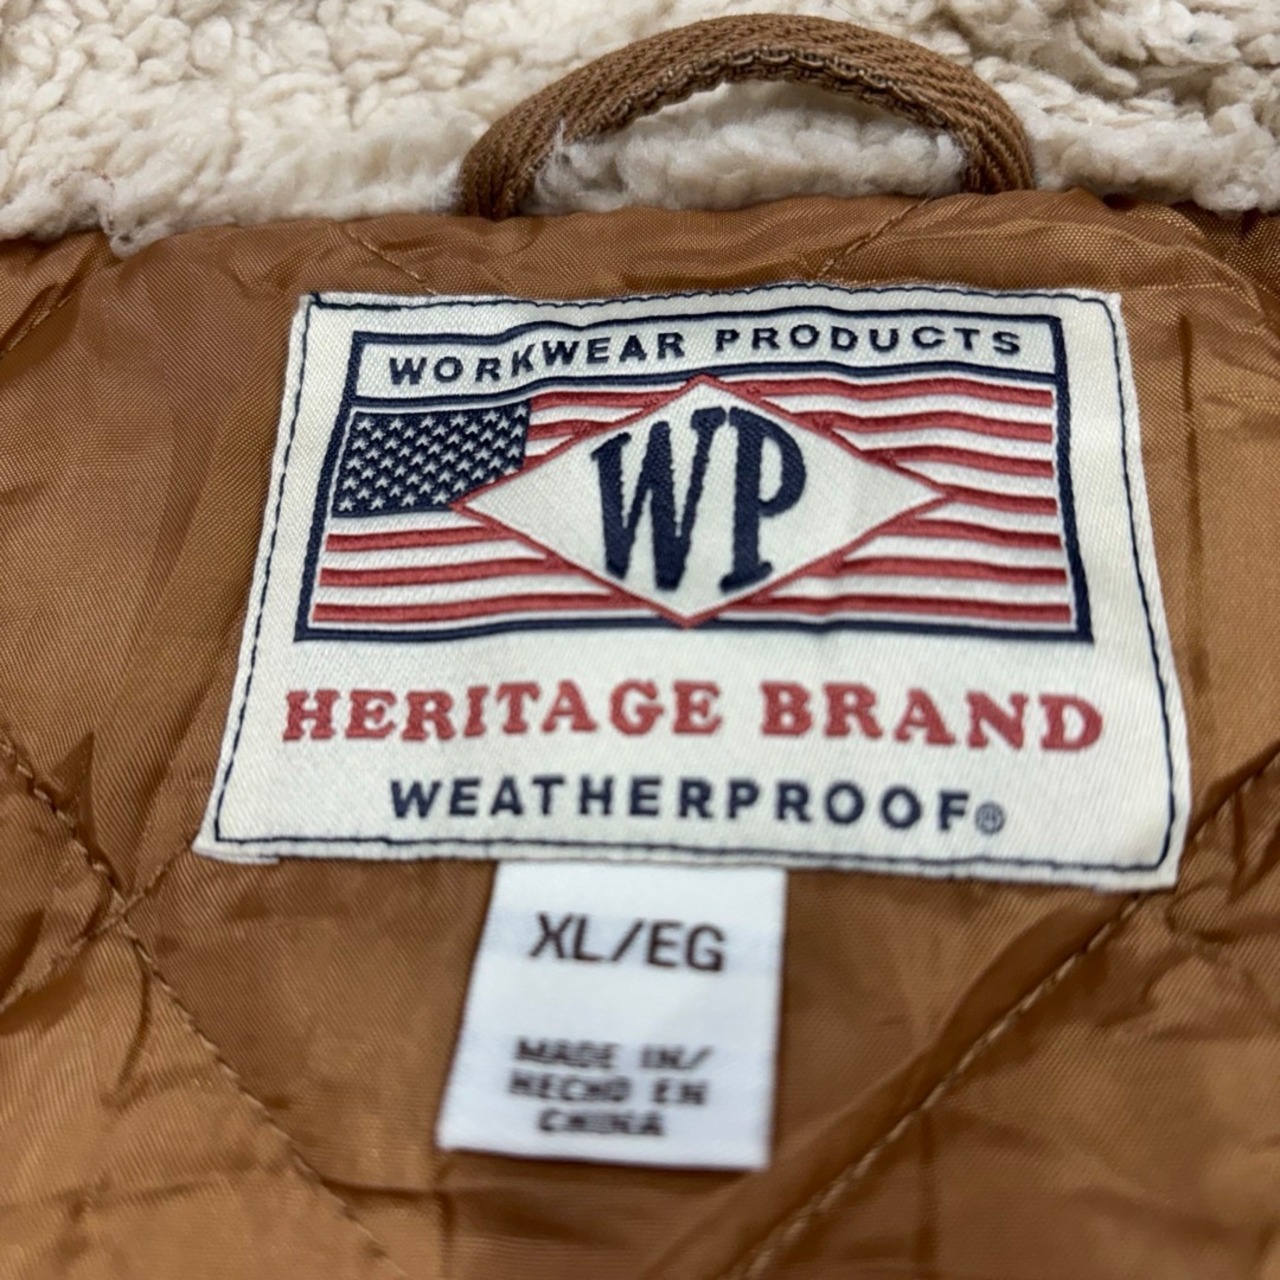 WORKWEAR PRODUCTS
WP
HERITAGE BRAND
WEATHERPROOF®
XL/EG
MADE IN/
HECHO EN
CHINA